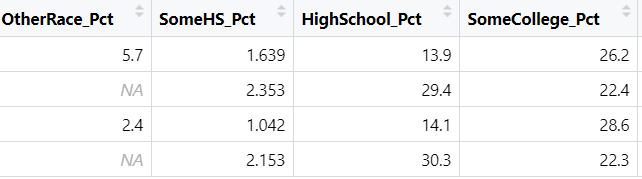 OtherRace_Pct SomeHS_Pct HighSchool_Pct SomeCollege_Pct
5.7 1.639 13.9 26.2
NA 2.353 29.4 22.4
2.4 1.042 14.1 28.6
NA 2.153 30.3 22.3